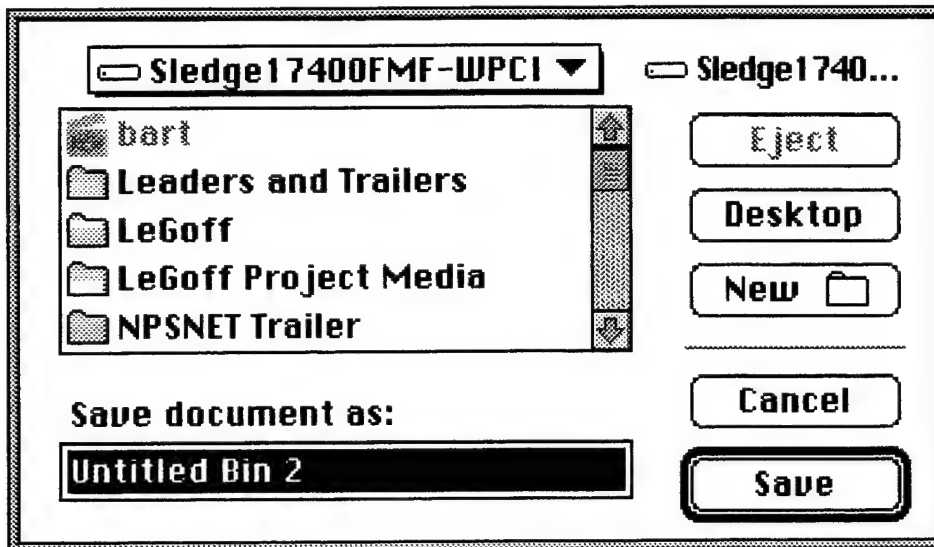 Sledge17400FMF-WPCI
Sledge1740...
bart
Leaders and Trailers
LeGoff
LeGoff Project Media
NPSNET Trailer
Eject
Desktop
New
Save document as:
Untitled Bin 2
Cancel
Save